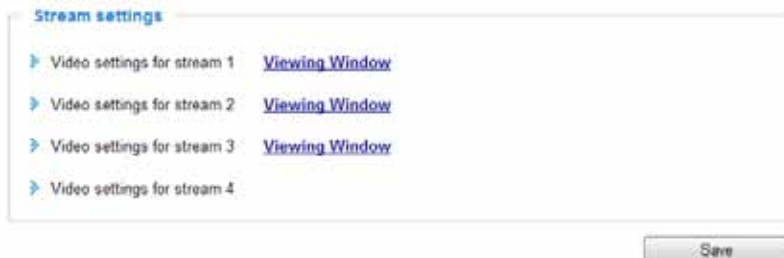 Stream settings
Video settings for stream 1 Viewing Window
Video settings for stream 2 Viewing Window
Video settings for stream 3 Viewing Window
Video settings for stream 4
Save